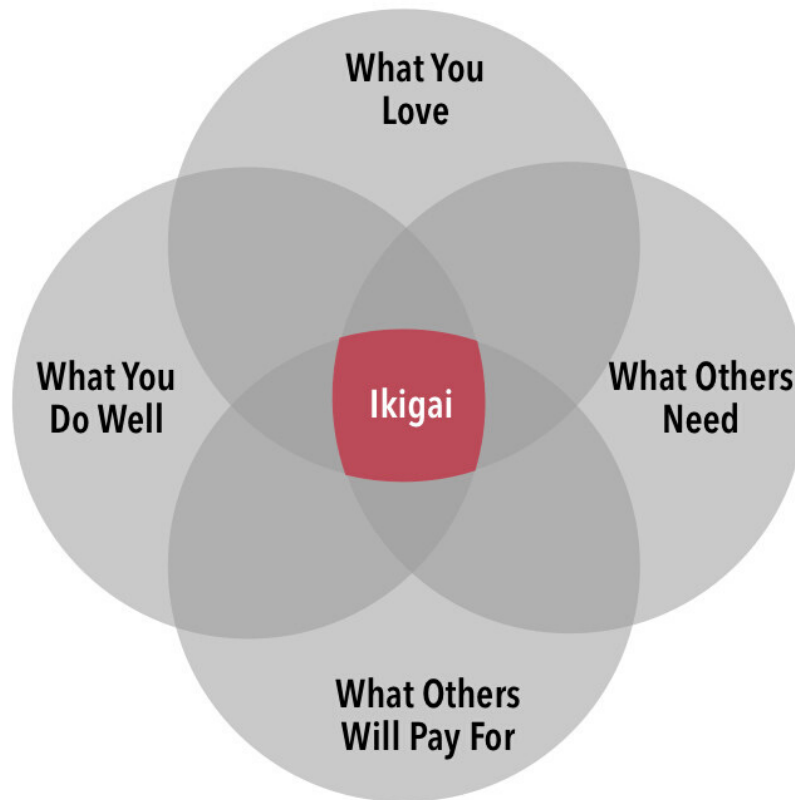 What You
Love
What You
Do Well
Ikigai
What Others
Need
What Others
Will Pay For